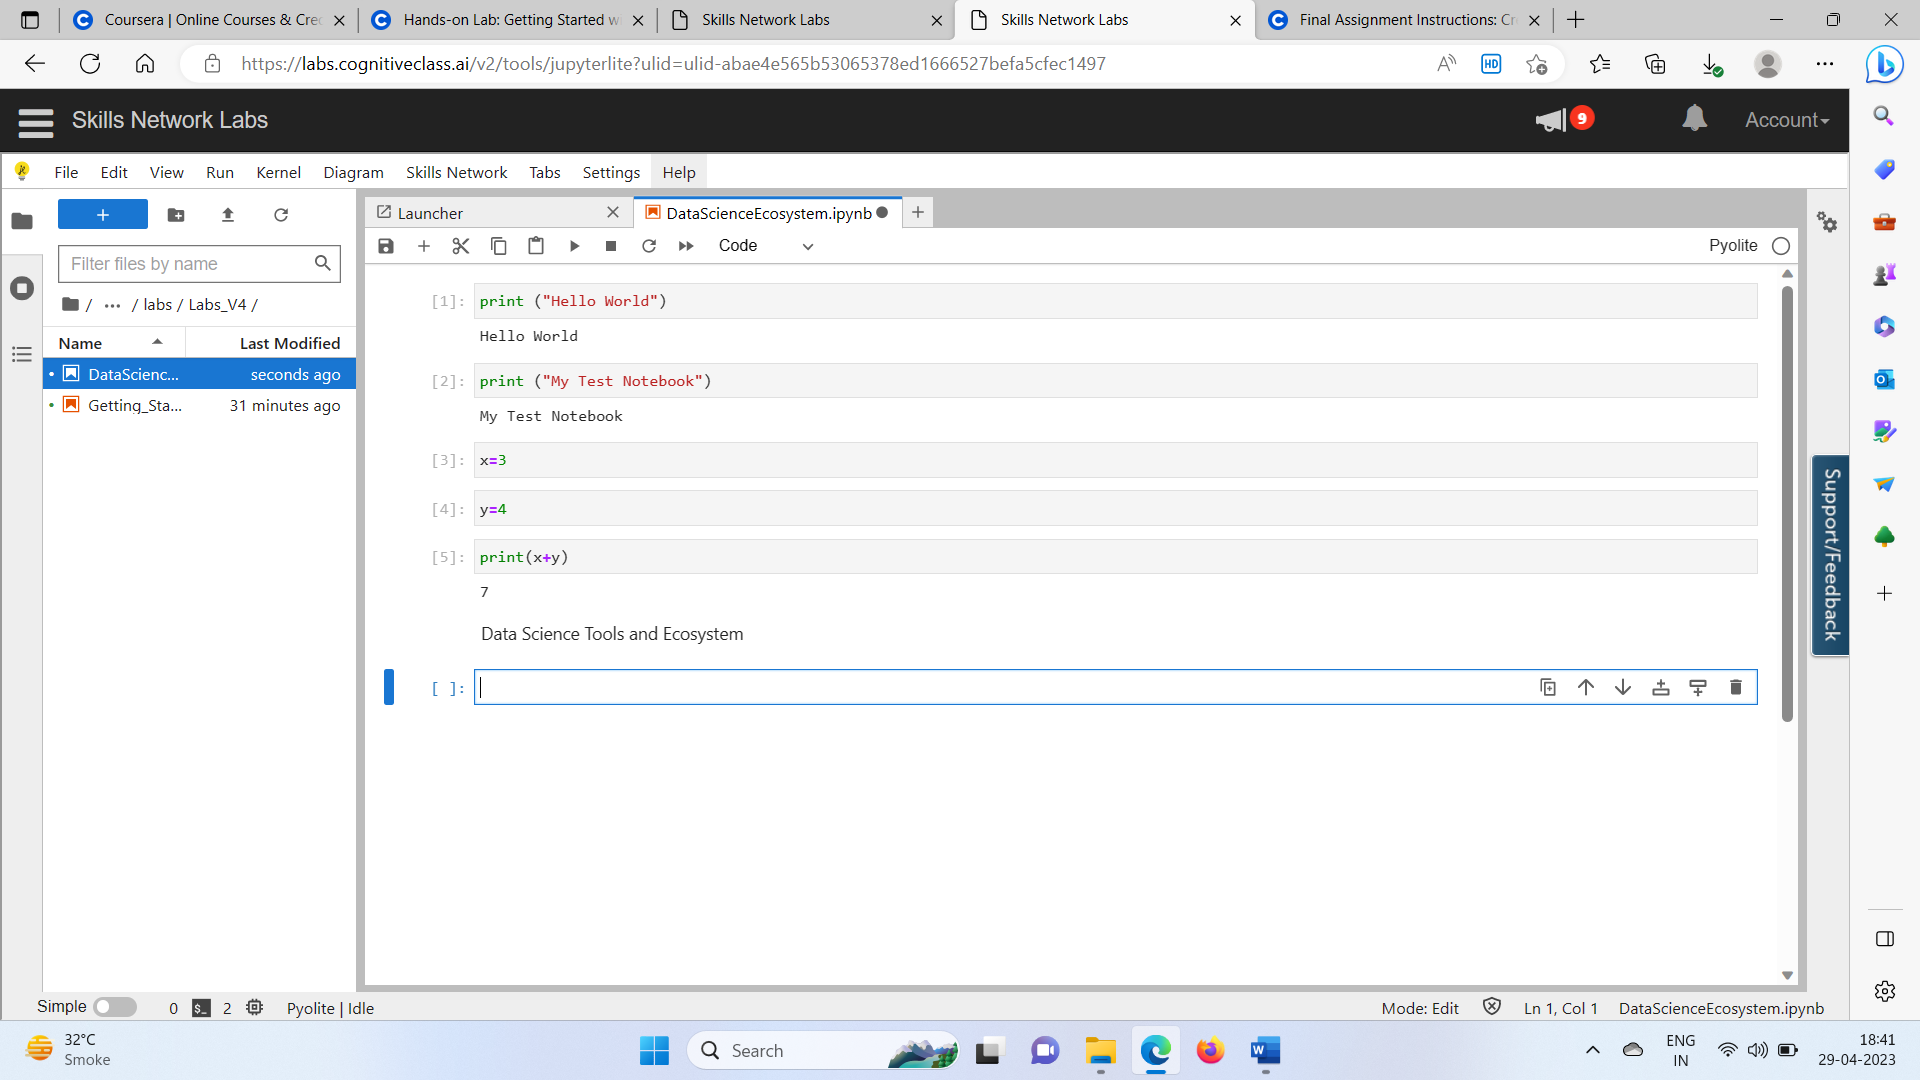 Coursera | Online Courses & Cre
Hands-on Lab: Getting Started w
Skills Network Labs
Skills Network Labs
Final Assignment Instructions: Cr
https://labs.cognitiveclass.ai/v2/tools/jupyterlite?ulid=ulid-abae4e565b53065378ed1666527befa5cfec1497
HD
Skills Network Labs
9
Account
File Edit View Run Kernel Diagram Skills Network Tabs Settings Help
Launcher
DataScienceEcosystem.ipynb
Code
Pyolite
Filter files by name
/ ... / labs / Labs_V4 /
Name Last Modified
DataScienc... seconds ago
Getting_Sta... 31 minutes ago
[1]: print ("Hello World")
Hello World
[2]: print ("My Test Notebook")
My Test Notebook
[3]: x=3
[4]: y=4
[5]: print(x+y)
7
Data Science Tools and Ecosystem
[ ]:
Support/Feedback
Simple 0 $_ 2 Pyolite | Idle
Mode: Edit Ln 1, Col 1 DataScienceEcosystem.ipynb
32°C
Smoke
Search
ENG
IN
18:41
29-04-2023